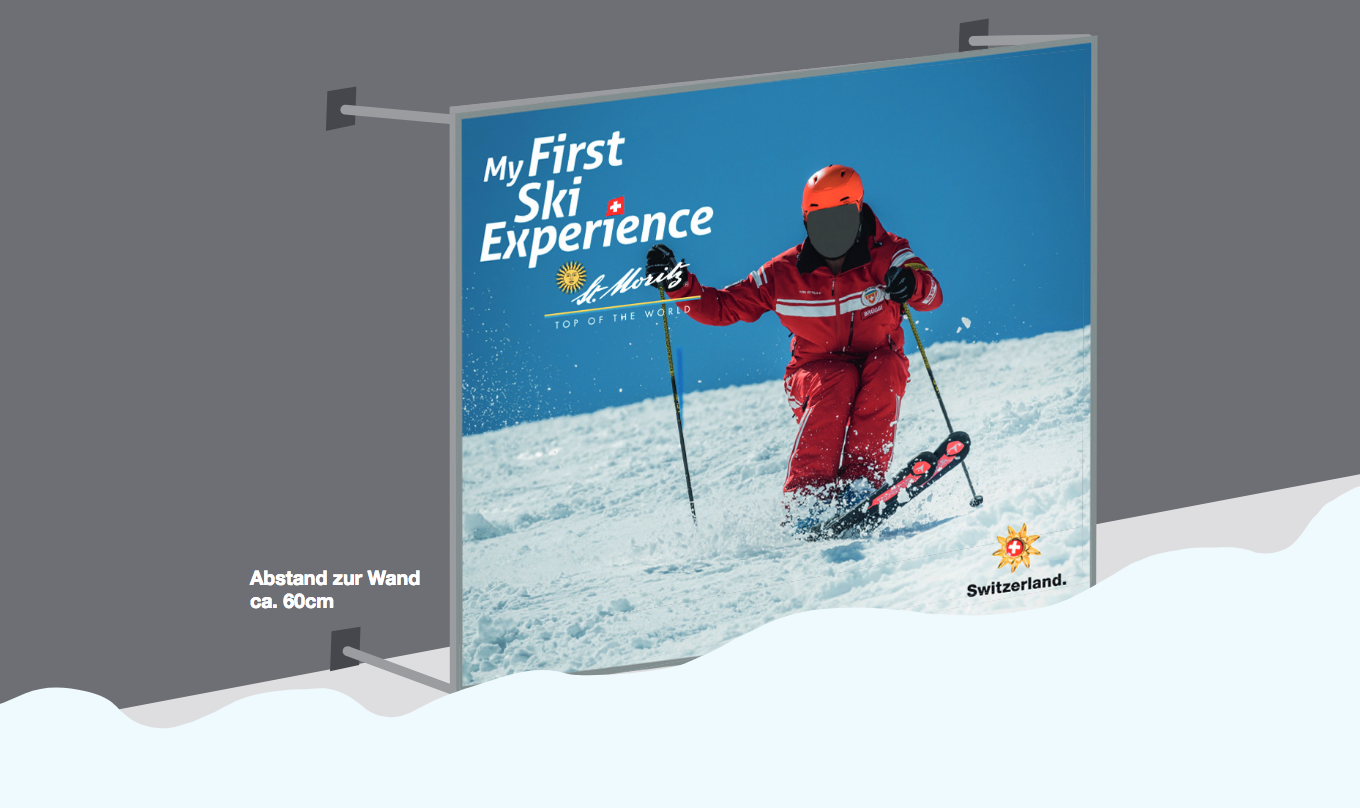 My First
Ski
Experience
St. Moritz
TOP OF THE WORLD
Switzerland.
Abstand zur Wand
ca. 60cm